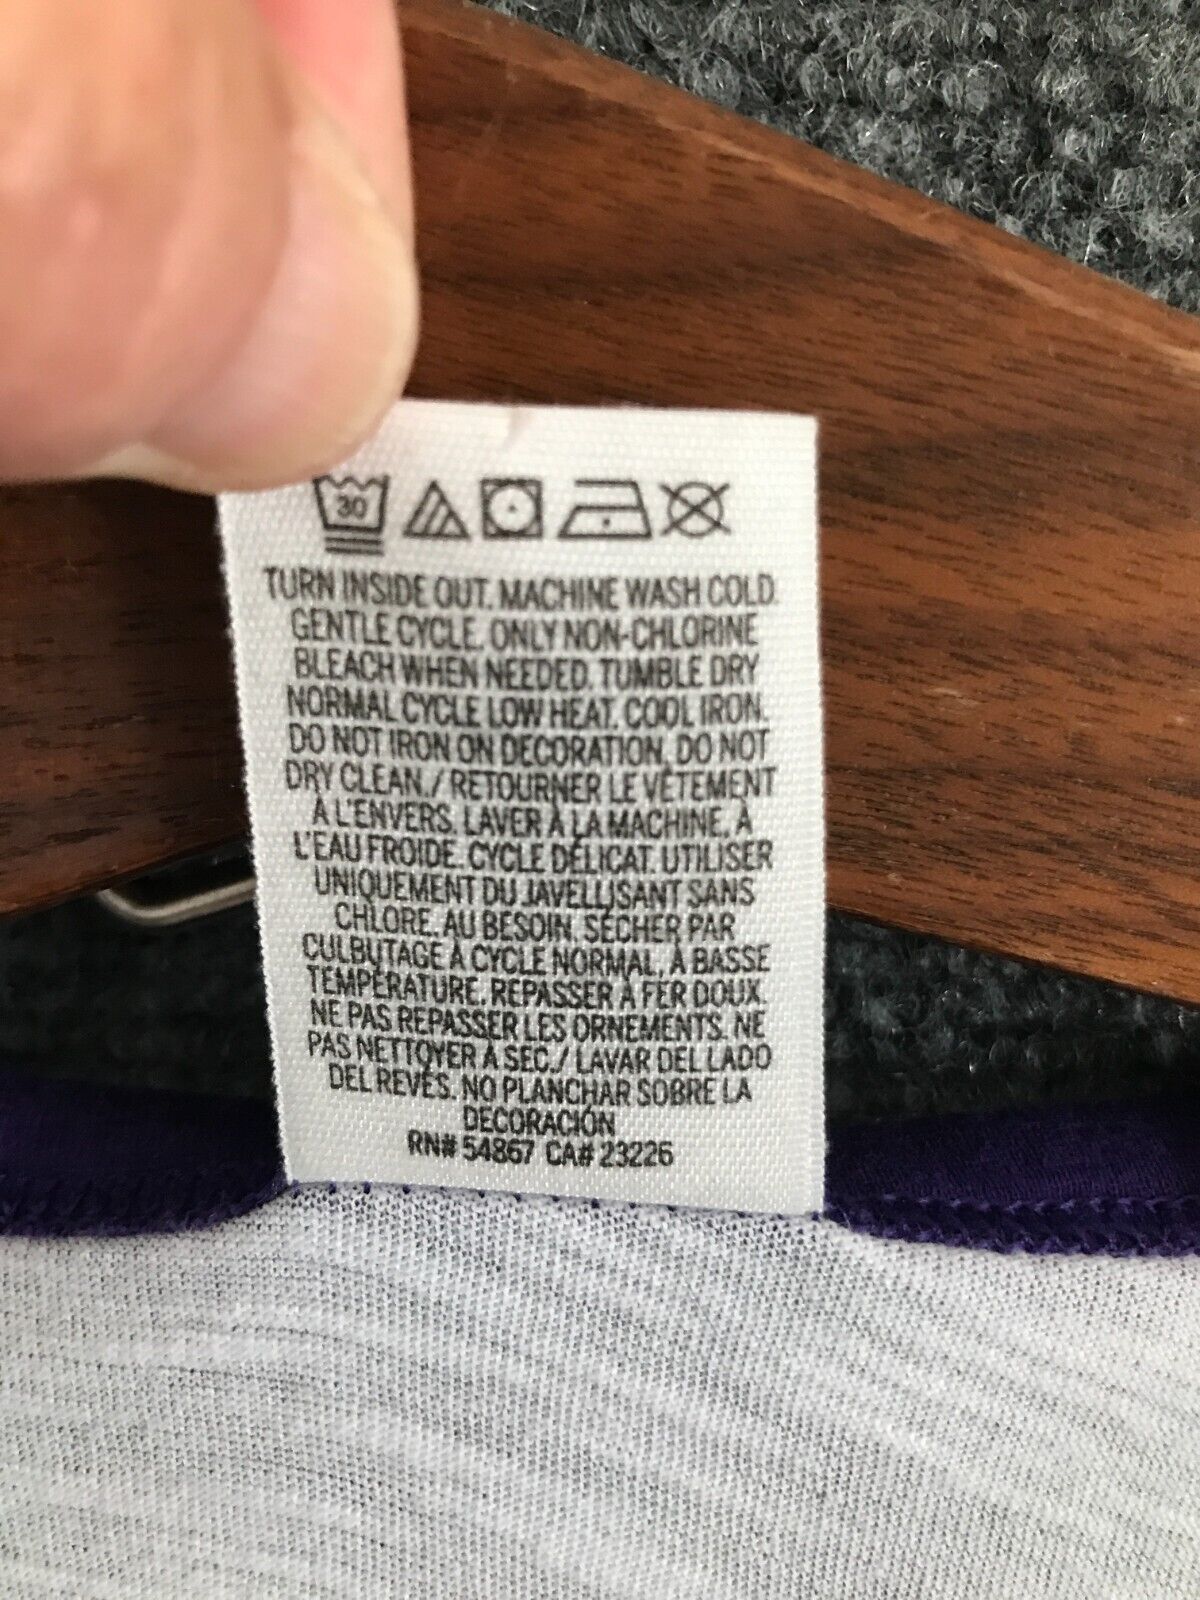 30
TURN INSIDE OUT. MACHINE WASH COLD.
GENTLE CYCLE. ONLY NON-CHLORINE
BLEACH WHEN NEEDED. TUMBLE DRY
NORMAL CYCLE LOW HEAT. COOL IRON.
DO NOT IRON ON DECORATION. DO NOT
DRY CLEAN./ RETOURNER LE VÊTEMENT
À L'ENVERS. LAVER À LA MACHINE, À
L'EAU FROIDE. CYCLE DÉLICAT. UTILISER
UNIQUEMENT DU JAVELLISANT SANS
CHLORE, AU BESOIN. SÉCHER PAR
CULBUTAGE À CYCLE NORMAL, À BASSE
TEMPÉRATURE. REPASSER À FER DOUX.
NE PAS REPASSER LES ORNEMENTS. NE
PAS NETTOYER À SEC./ LAVAR DEL LADO
DEL REVÉS. NO PLANCHAR SOBRE LA
DECORACIÓN
RN# 54867 CA# 23226